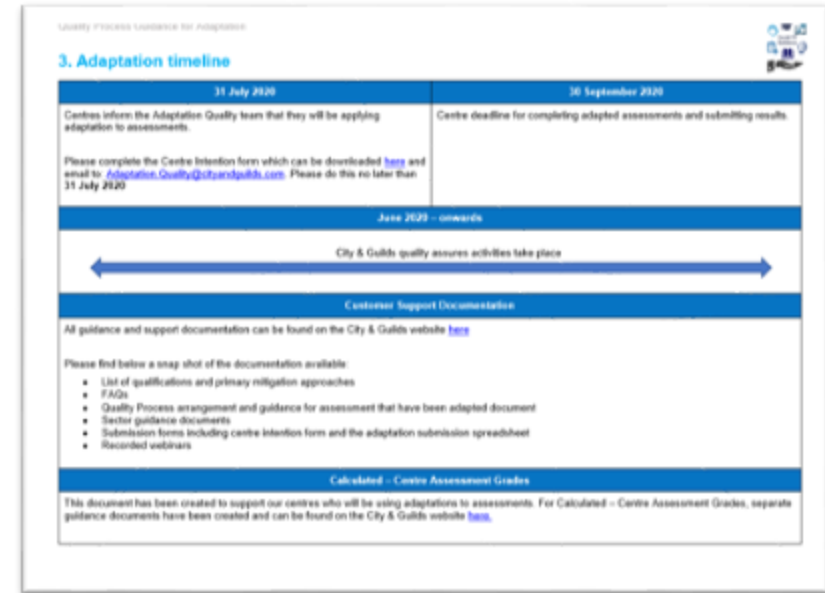 Quality Process Guidance for Adaptation
3. Adaptation timeline
31 July 2020
30 September 2020
Centres inform the Adaptation Quality team that they will be applying
adaptation to assessments.
Please complete the Centre Intention form which can be downloaded here and
email to: Adaptation.Quality@cityandguilds.com. Please do this no later than
31 July 2020
Centre deadline for completing adapted assessments and submitting results.
June 2020 – onwards
City & Guilds quality assures activities take place
Customer Support Documentation
All guidance and support documentation can be found on the City & Guilds website here
Please find below a snap shot of the documentation available:
• List of qualifications and primary mitigation approaches
• FAQs
• Quality Process arrangement and guidance for assessment that have been adapted document
• Sector guidance documents
• Submission forms including centre intention form and the adaptation submission spreadsheet
• Recorded webinars
Calculated – Centre Assessment Grades
This document has been created to support our centres who will be using adaptations to assessments. For Calculated – Centre Assessment Grades, separate
guidance documents have been created and can be found on the City & Guilds website here.